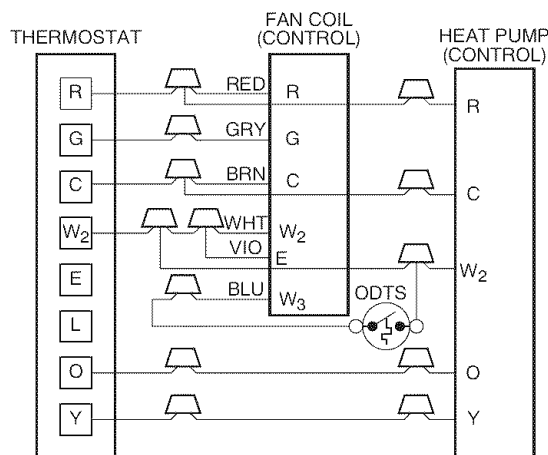 THERMOSTAT
FAN COIL
(CONTROL)
HEAT PUMP
(CONTROL)
R RED R R
G GRY G
C BRN C C
W2 WHT W2
VIO E W2
E BLU W3 ODTS
L
O O
Y Y